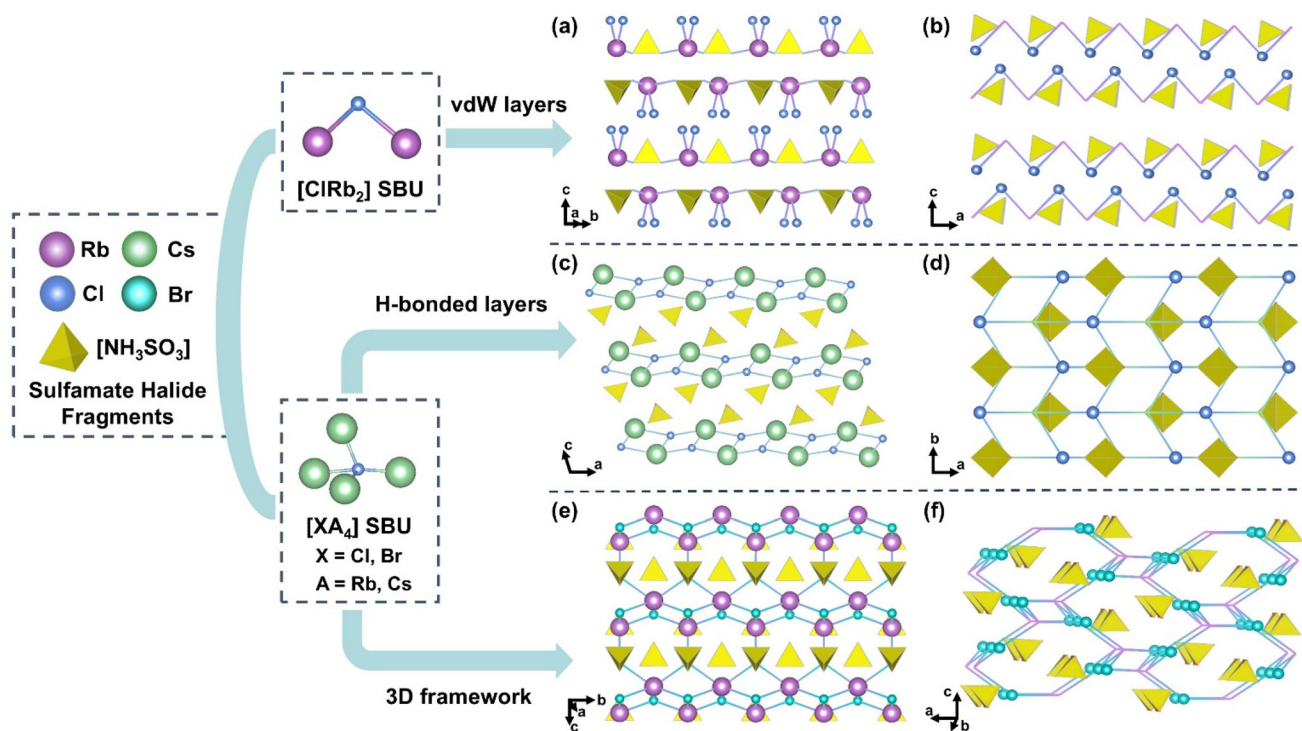 Rb
Cs
Cl
Br
[NH₃SO₃]
Sulfamate Halide
Fragments
[ClRb₂] SBU
[XA₄] SBU
X = Cl, Br
A = Rb, Cs
vdW layers
H-bonded layers
3D framework
(a)
c
a
b
(b)
c
a
(c)
c
a
(d)
b
a
(e)
b
a
c
(f)
c
a
b